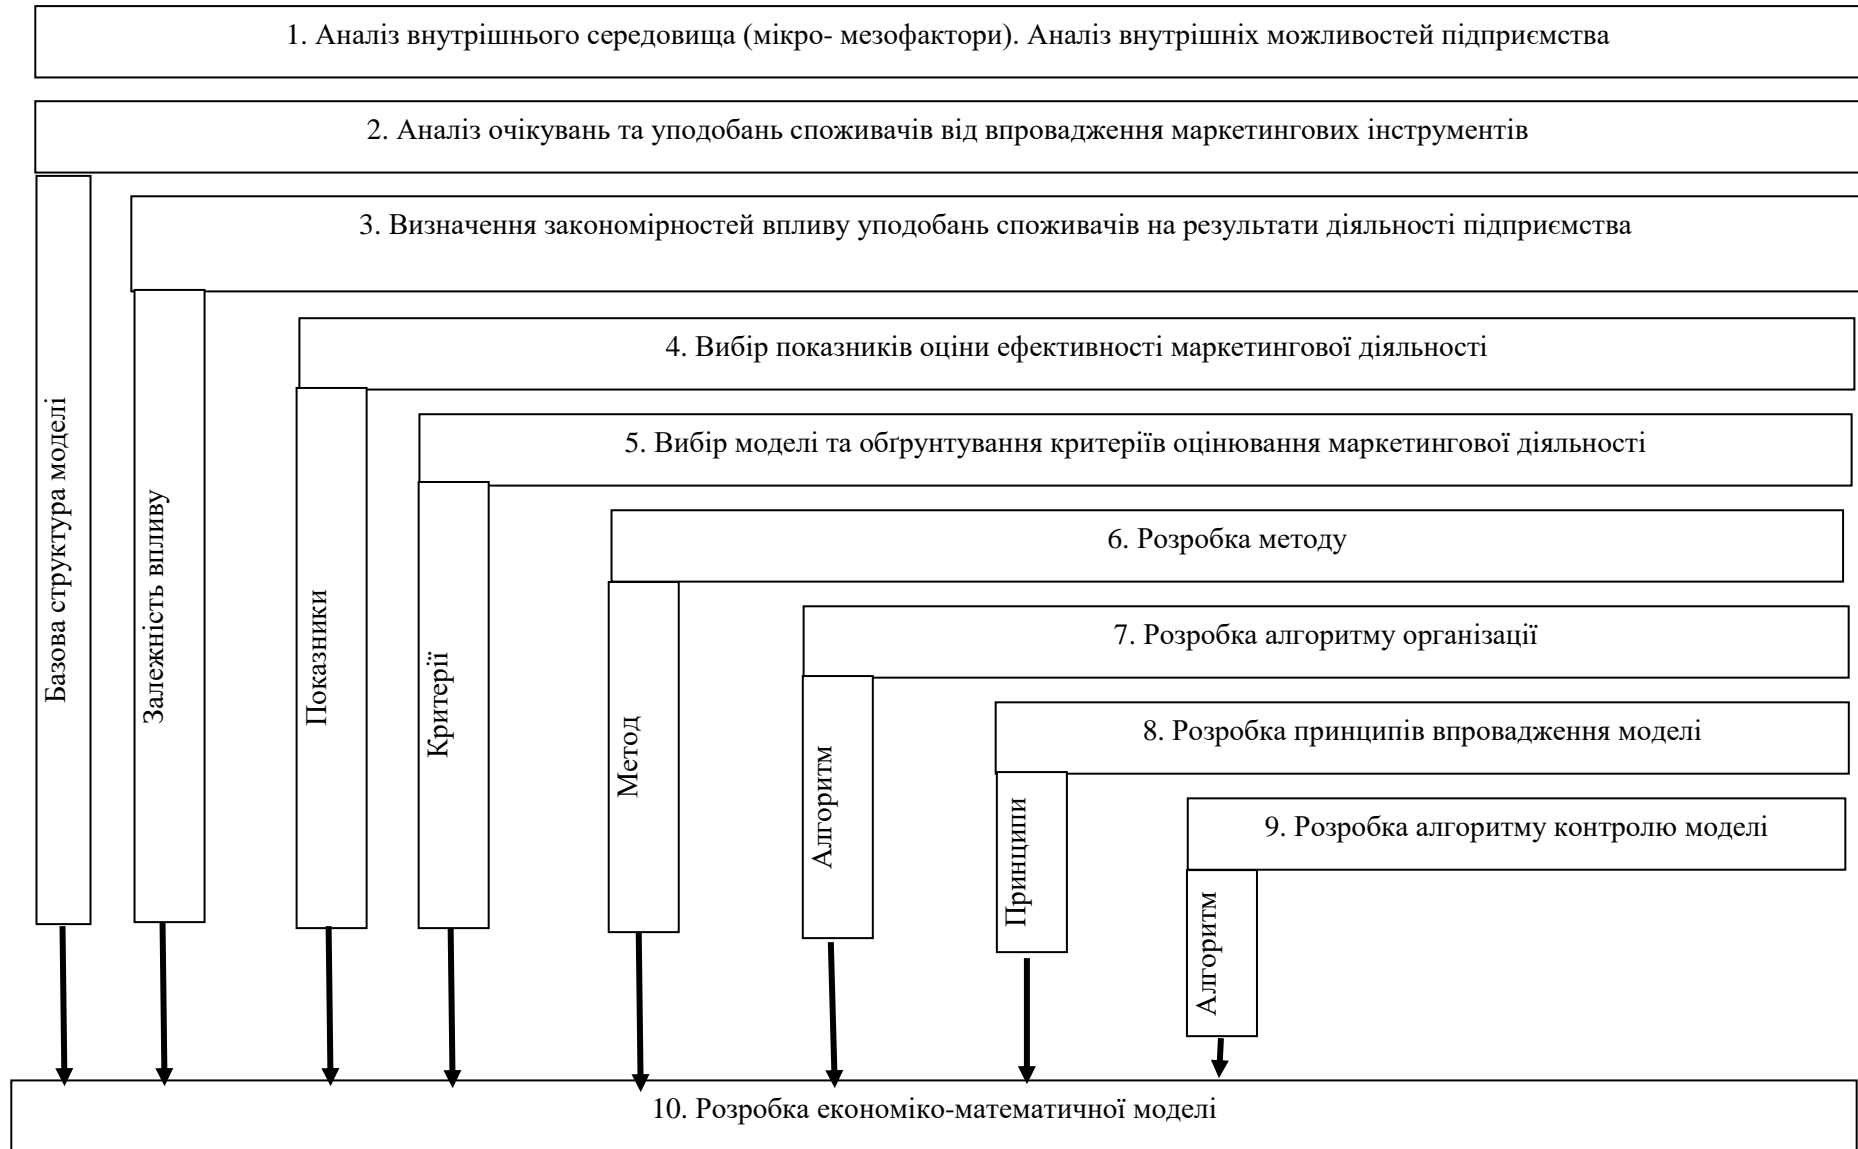 1. Аналіз внутрішнього середовища (мікро- мезофактори). Аналіз внутрішніх можливостей підприємства
2. Аналіз очікувань та уподобань споживачів від впровадження маркетингових інструментів
3. Визначення закономірностей впливу уподобань споживачів на результати діяльності підприємства
4. Вибір показників оціни ефективності маркетингової діяльності
5. Вибір моделі та обґрунтування критеріїв оцінювання маркетингової діяльності
6. Розробка методу
7. Розробка алгоритму організації
8. Розробка принципів впровадження моделі
9. Розробка алгоритму контролю моделі
Базова структура моделі
Залежність впливу
Показники
Критерії
Метод
Алгоритм
Принципи
Алгоритм
10. Розробка економіко-математичної моделі